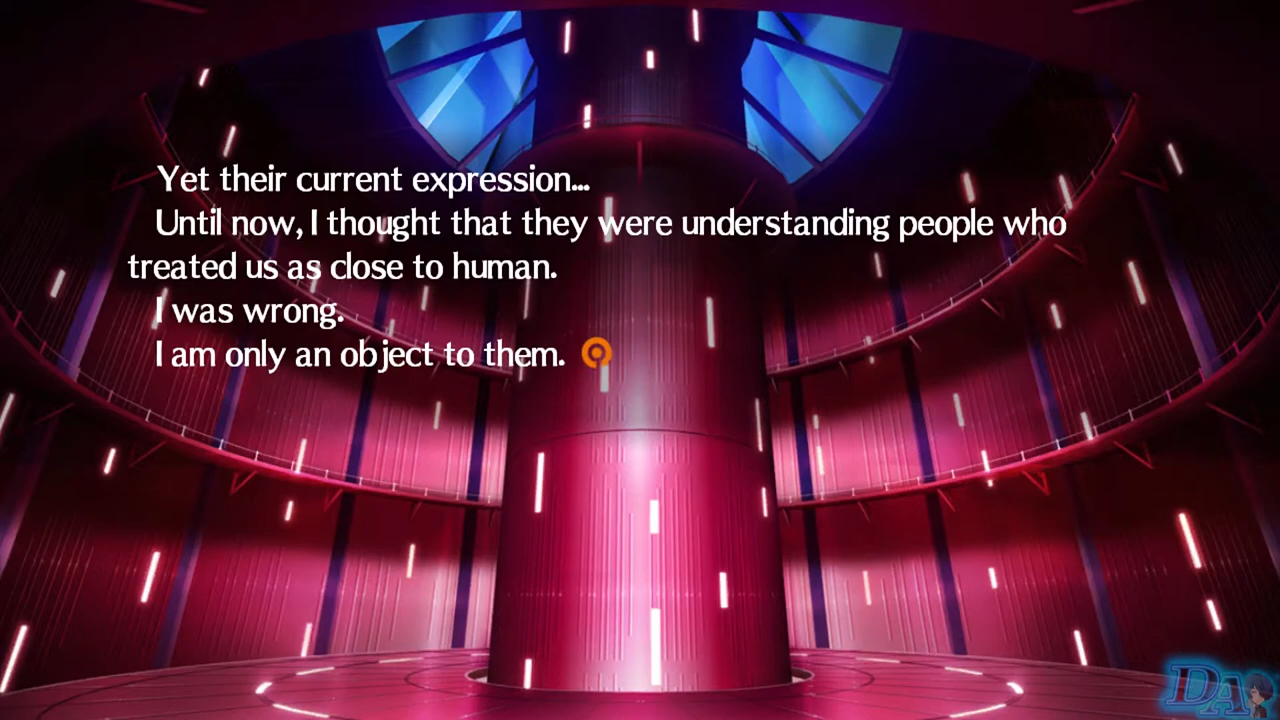 Yet their current expression...
Until now, I thought that they were understanding people who
treated us as close to human.
I was wrong.
I am only an object to them.
DA